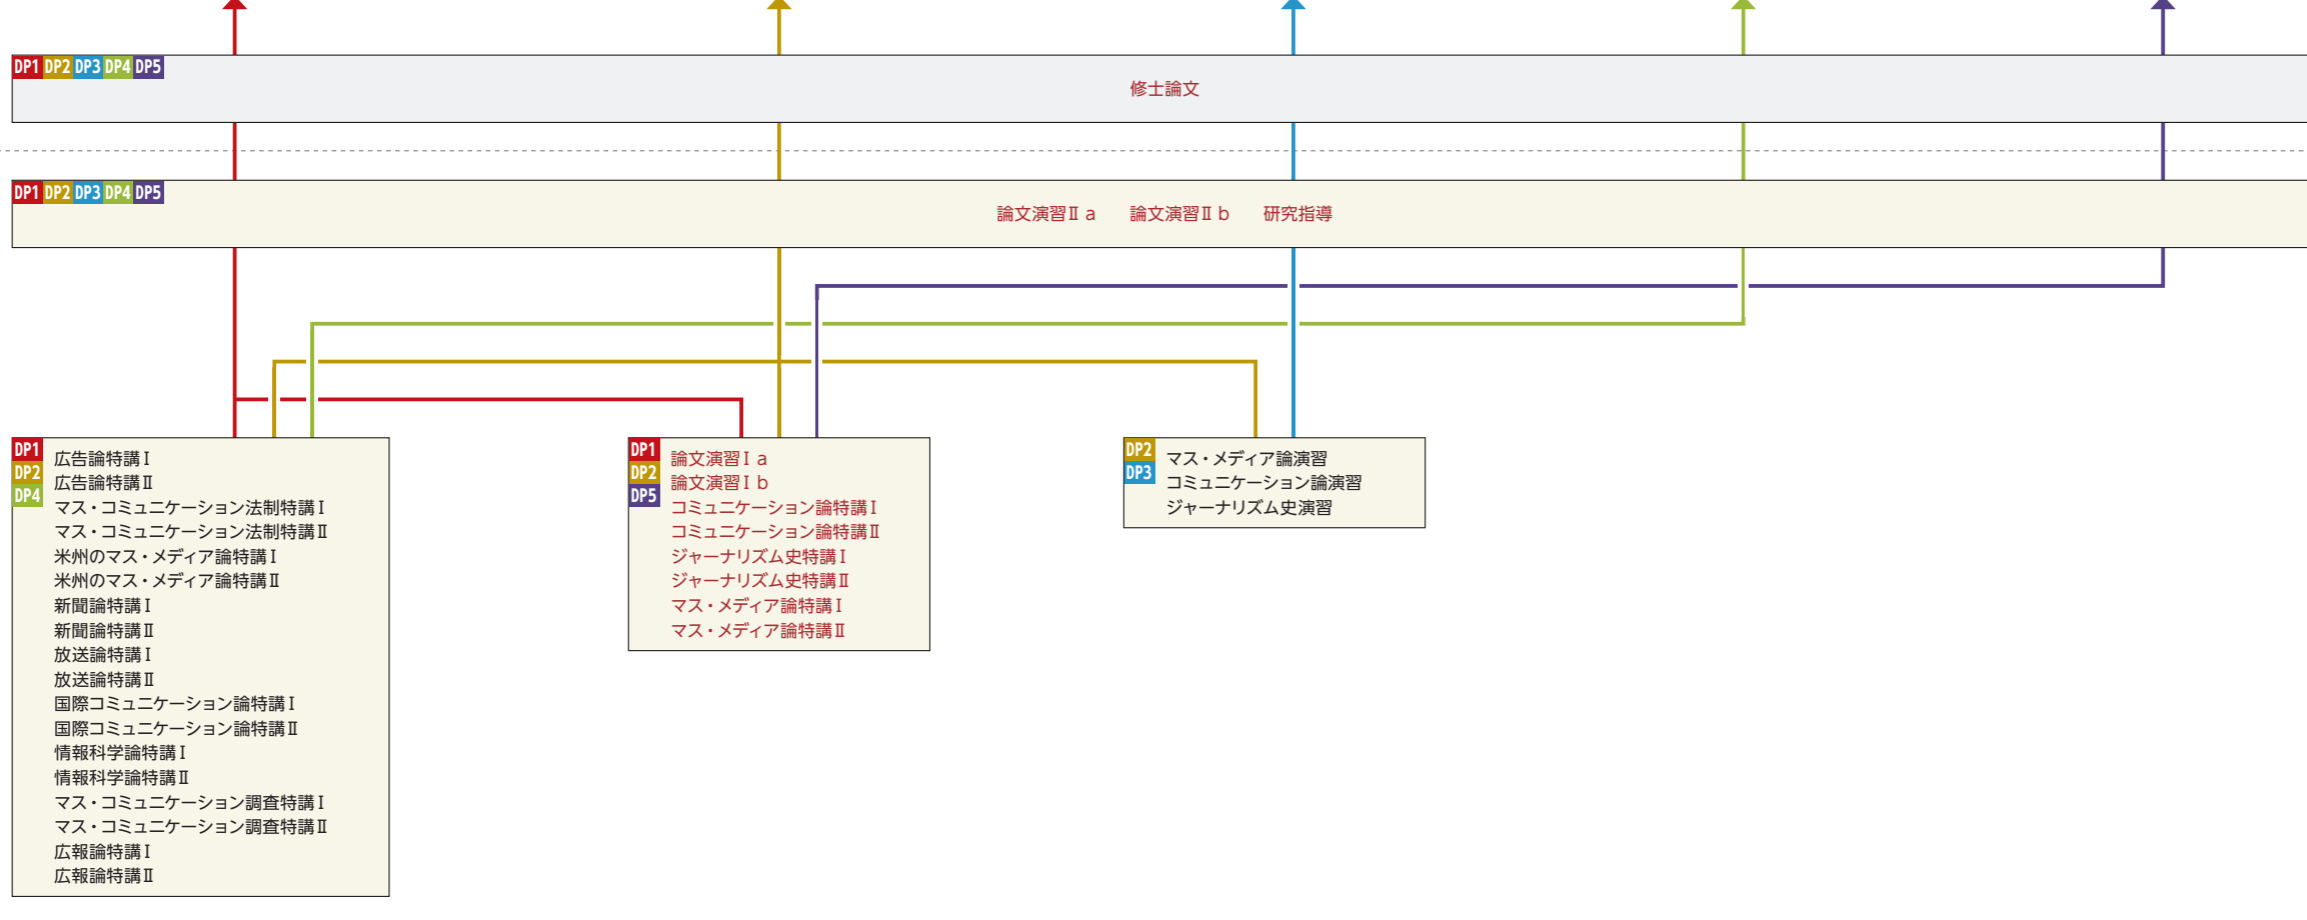 DP1 DP2 DP3 DP4 DP5
修士論文
DP1 DP2 DP3 DP4 DP5
論文演習Ⅱａ　論文演習Ⅱｂ　研究指導
DP1
DP2
DP4
広告論特講Ⅰ
広告論特講Ⅱ
マス・コミュニケーション法制特講Ⅰ
マス・コミュニケーション法制特講Ⅱ
米州のマス・メディア論特講Ⅰ
米州のマス・メディア論特講Ⅱ
新聞論特講Ⅰ
新聞論特講Ⅱ
放送論特講Ⅰ
放送論特講Ⅱ
国際コミュニケーション論特講Ⅰ
国際コミュニケーション論特講Ⅱ
情報科学論特講Ⅰ
情報科学論特講Ⅱ
マス・コミュニケーション調査特講Ⅰ
マス・コミュニケーション調査特講Ⅱ
広報論特講Ⅰ
広報論特講Ⅱ
DP1
DP2
DP5
論文演習Ⅰａ
論文演習Ⅰｂ
コミュニケーション論特講Ⅰ
コミュニケーション論特講Ⅱ
ジャーナリズム史特講Ⅰ
ジャーナリズム史特講Ⅱ
マス・メディア論特講Ⅰ
マス・メディア論特講Ⅱ
DP2
DP3
マス・メディア論演習
コミュニケーション論演習
ジャーナリズム史演習